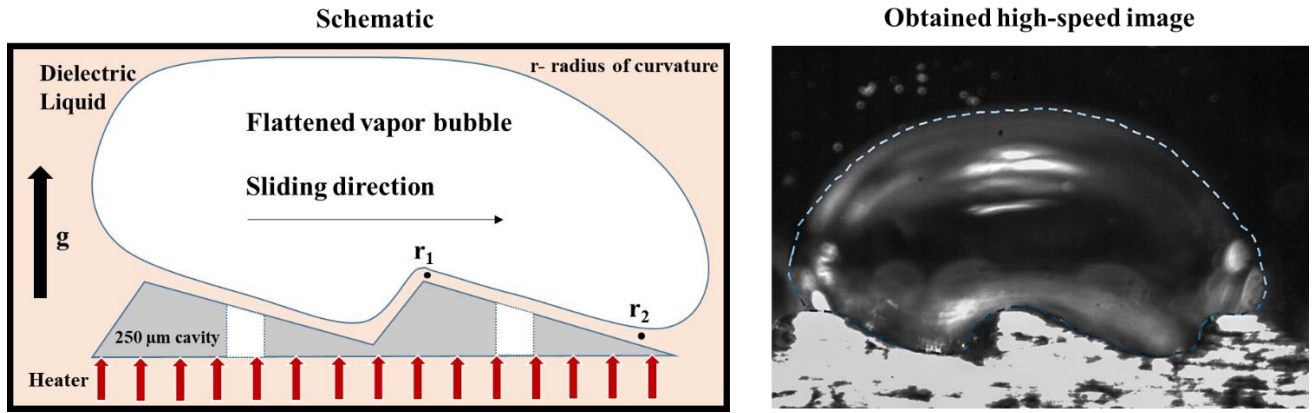 Schematic
Obtained high-speed image
Dielectric
Liquid
r- radius of curvature
Flattened vapor bubble
Sliding direction
g
r₁
r₂
250 µm cavity
Heater